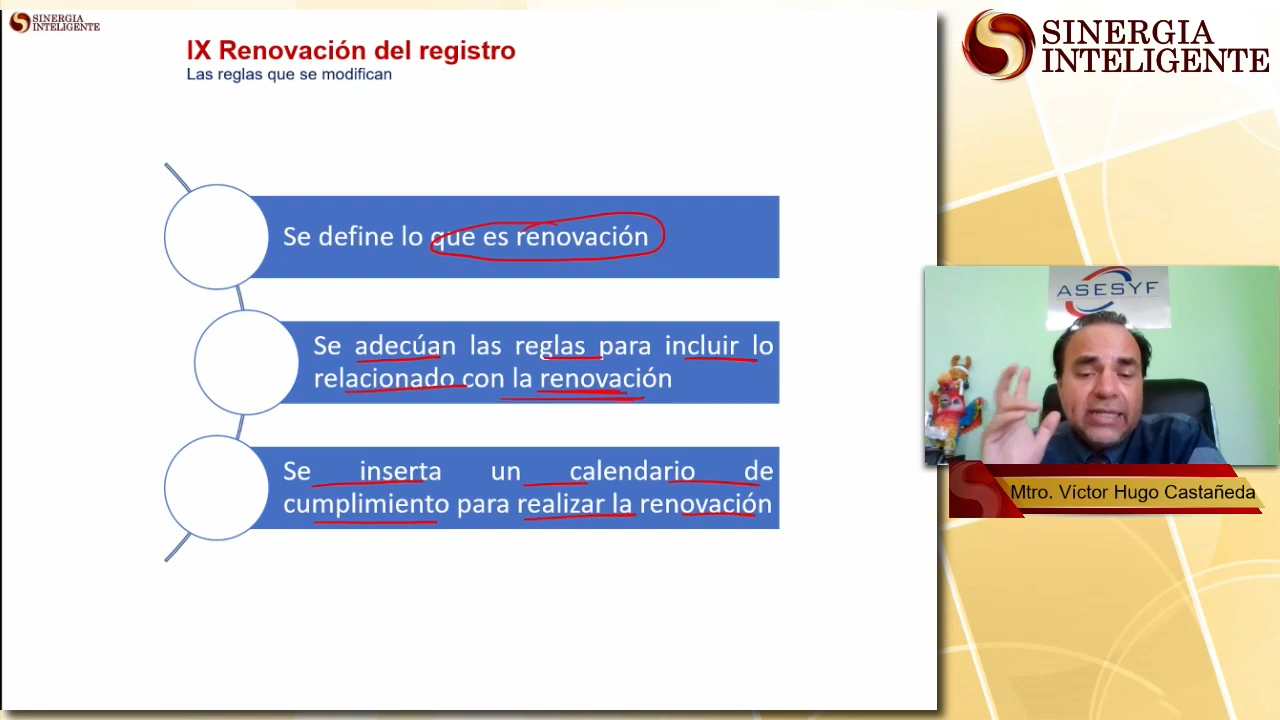 SINERGIA
INTELIGENTE
IX Renovación del registro
Las reglas que se modifican
Se define lo que es renovación
Se adecúan las reglas para incluir lo
relacionado con la renovación
Se inserta un calendario de
cumplimiento para realizar la renovación
SINERGIA
INTELIGENTE
ASESYF
Mtro. Víctor Hugo Castañeda